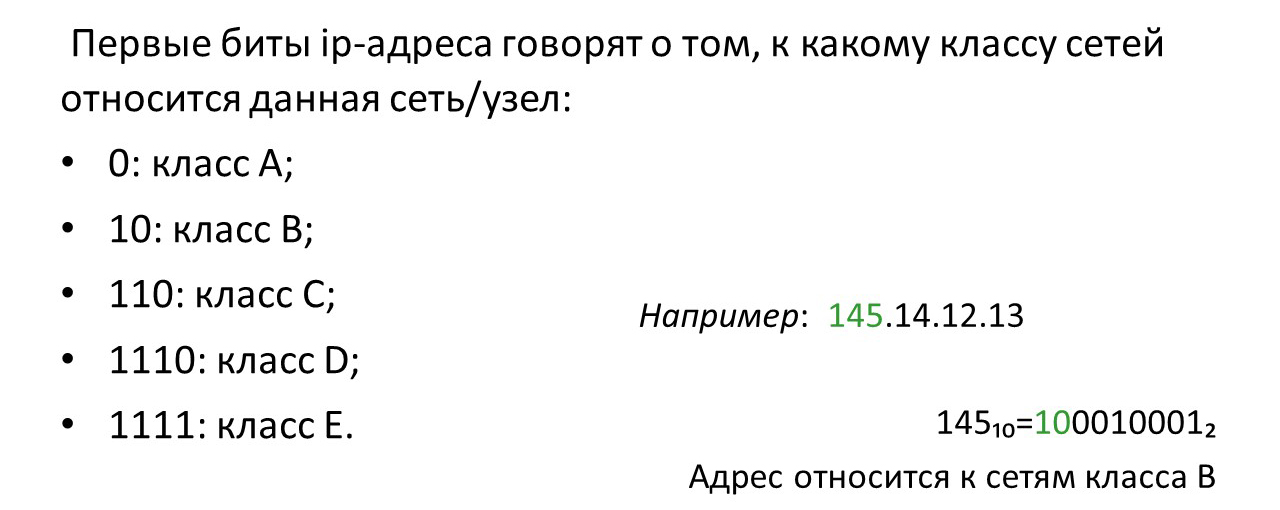 Первые биты ip-адреса говорят о том, к какому классу сетей
относится данная сеть/узел:
• 0: класс A;
• 10: класс B;
• 110: класс C;
• 1110: класс D;
• 1111: класс E.
Например: 145.14.12.13
145₁₀=100010001₂
Адрес относится к сетям класса B